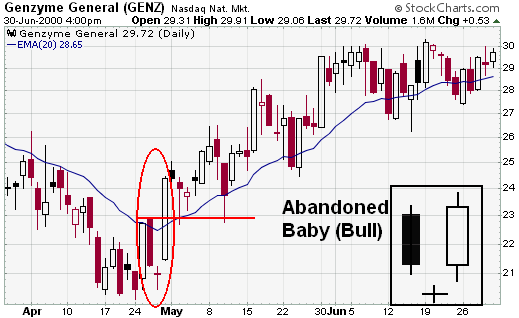 Genzyme General (GENZ) Nasdaq Nat. Mkt. © StockCharts.com
30-Jun-2000 4:00pm Open 29.31 High 29.91 Low 29.06 Last 29.72 Volume 1.6M Chg +0.53
Genzyme General 29.72 (Daily)
EMA(20) 28.65
30
29
28
27
26
25
24
23
22
21
Abandoned
Baby (Bull)
Apr 10 17 24 May 8 15 22 30 Jun 5 12 19 26